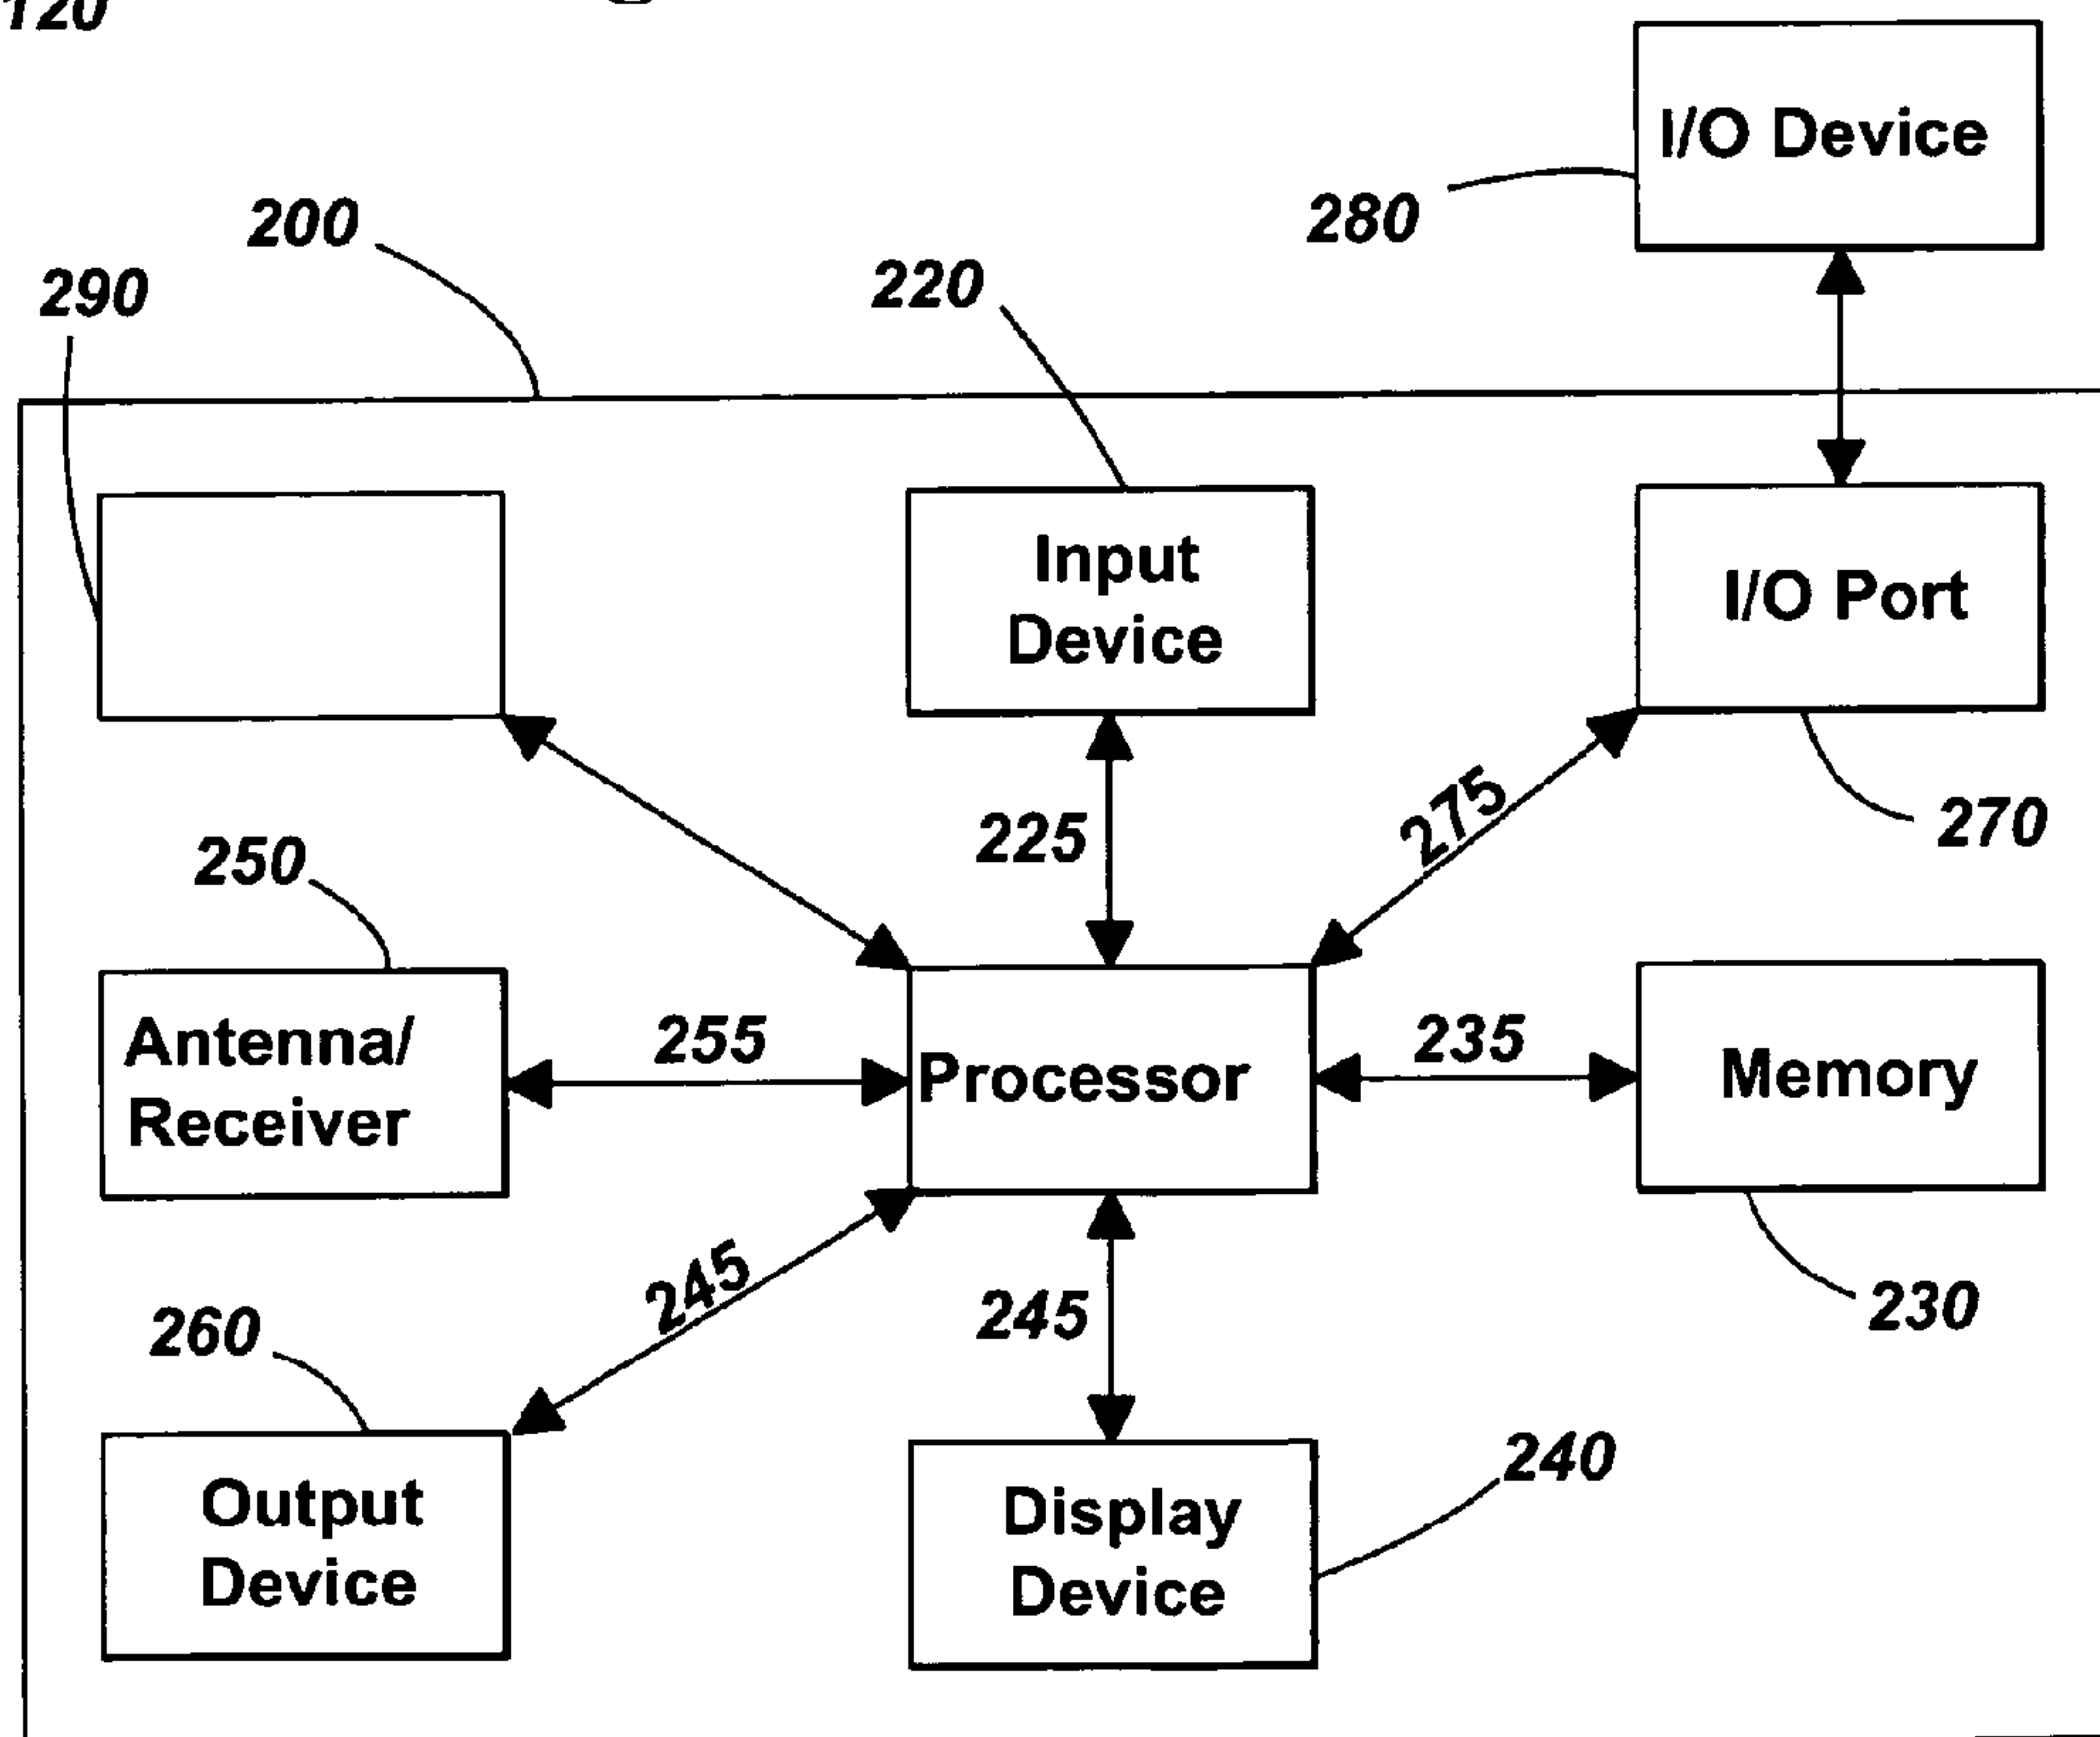 120
I/O Device
280
200
220
290
Input
Device
I/O Port
225
275
270
250
Antenna/
Receiver
255
Processor
235
Memory
245
245
230
260
240
Output
Device
Display
Device